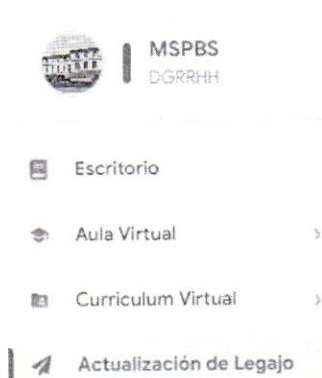 MSPBS
DGRRHH
Escritorio
Aula Virtual
Curriculum Virtual
Actualización de Legajo